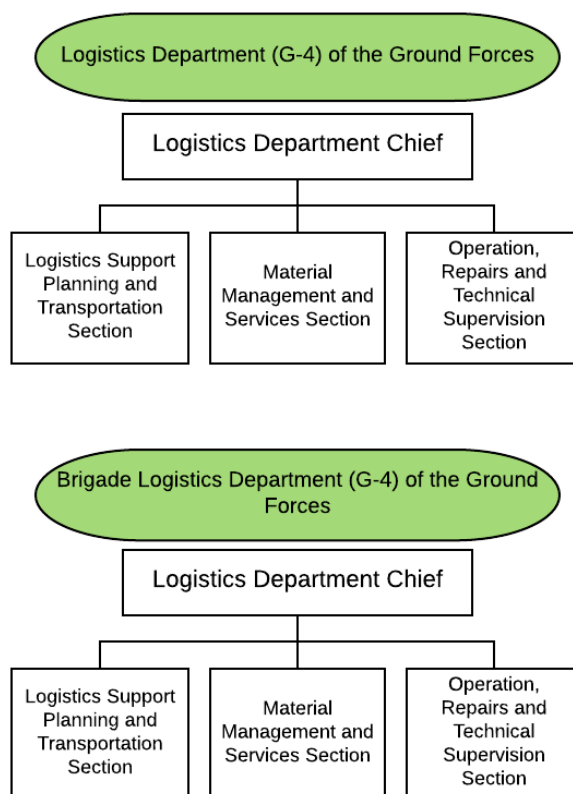 Logistics Department (G-4) of the Ground Forces
Logistics Department Chief
Logistics Support
Planning and
Transportation
Section
Material
Management and
Services Section
Operation,
Repairs and
Technical
Supervision
Section
Brigade Logistics Department (G-4) of the Ground
Forces
Logistics Department Chief
Logistics Support
Planning and
Transportation
Section
Material
Management and
Services Section
Operation,
Repairs and
Technical
Supervision
Section